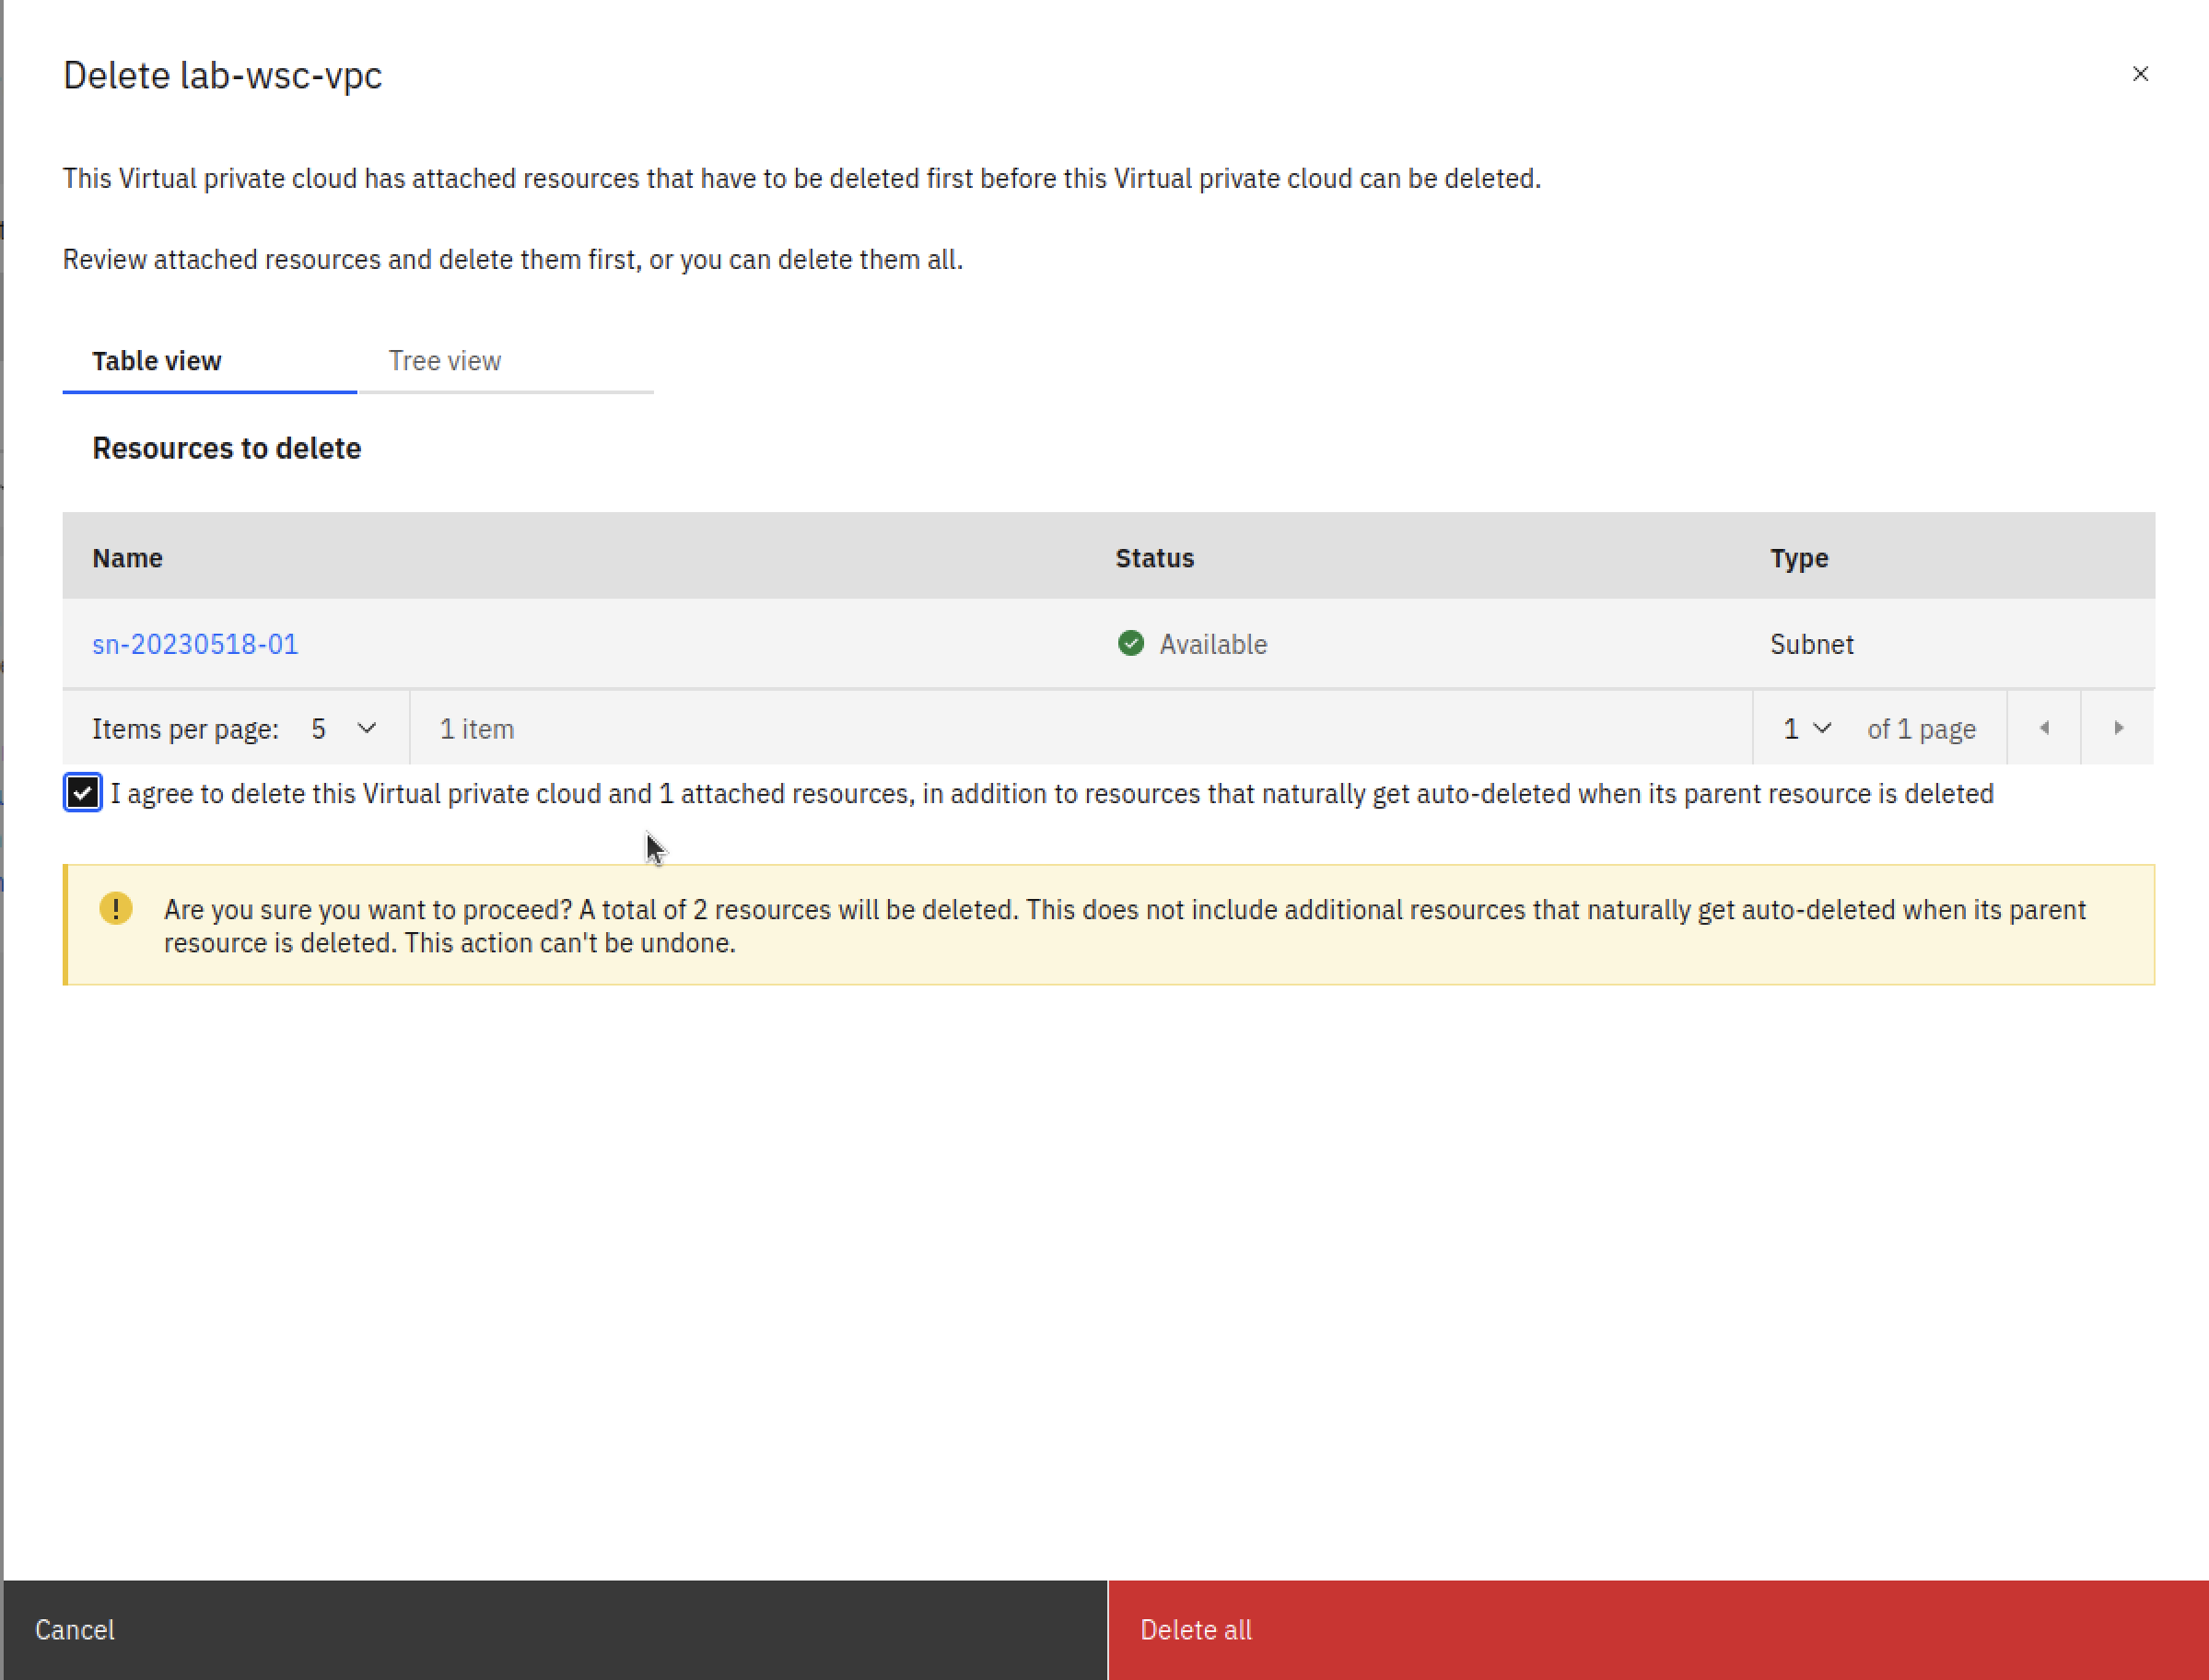 Delete lab-wsc-vpc
This Virtual private cloud has attached resources that have to be deleted first before this Virtual private cloud can be deleted.
Review attached resources and delete them first, or you can delete them all.
Table view Tree view
Resources to delete
Name Status Type
sn-20230518-01 Available Subnet
Items per page: 5 1 item 1 of 1 page
I agree to delete this Virtual private cloud and 1 attached resources, in addition to resources that naturally get auto-deleted when its parent resource is deleted
Are you sure you want to proceed? A total of 2 resources will be deleted. This does not include additional resources that naturally get auto-deleted when its parent
resource is deleted. This action can't be undone.
Cancel Delete all